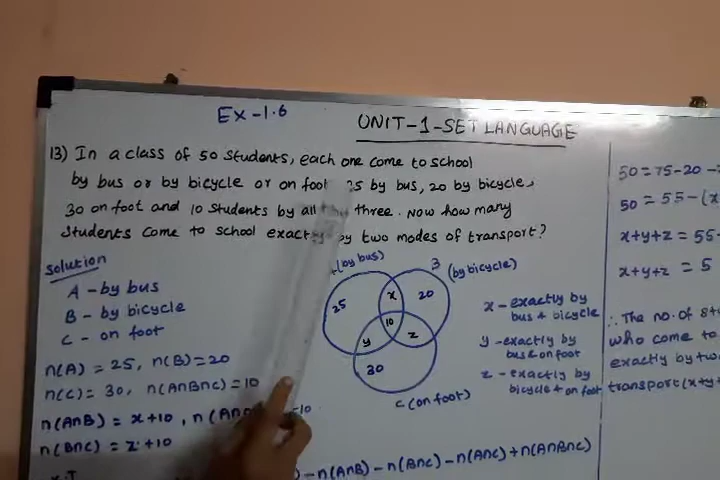 Ex-1.6
UNIT-1-SET LANGUAGE
13) In a class of 50 students, each one come to school
by bus or by bicycle or on foot 25 by bus, 20 by bicycle,
30 on foot and 10 students by all the three. Now how many
students come to school exactly by two modes of transport?
solution
A - by bus
B - by bicycle
C - on foot
n(A) = 25, n(B) = 20
n(C) = 30, n(A∩B∩C) = 10
n(A∩B) = x+10, n(A∩
n(B∩C) = z+10
(by bus)
B (by bicycle)
25
x
20
10
y
z
30
C (on foot)
x - exactly by
bus & bicycle
y - exactly by
bus & on foot
z - exactly by
bicycle & on foot
- n(A∩B) - n(B∩C) - n(A∩C) + n(A∩B∩C)
50 = 75-20-
50 = 55-(x
x+y+z = 55-
x+y+z = 5
∴ The no. of
who come to
exactly by
transport (x+y+